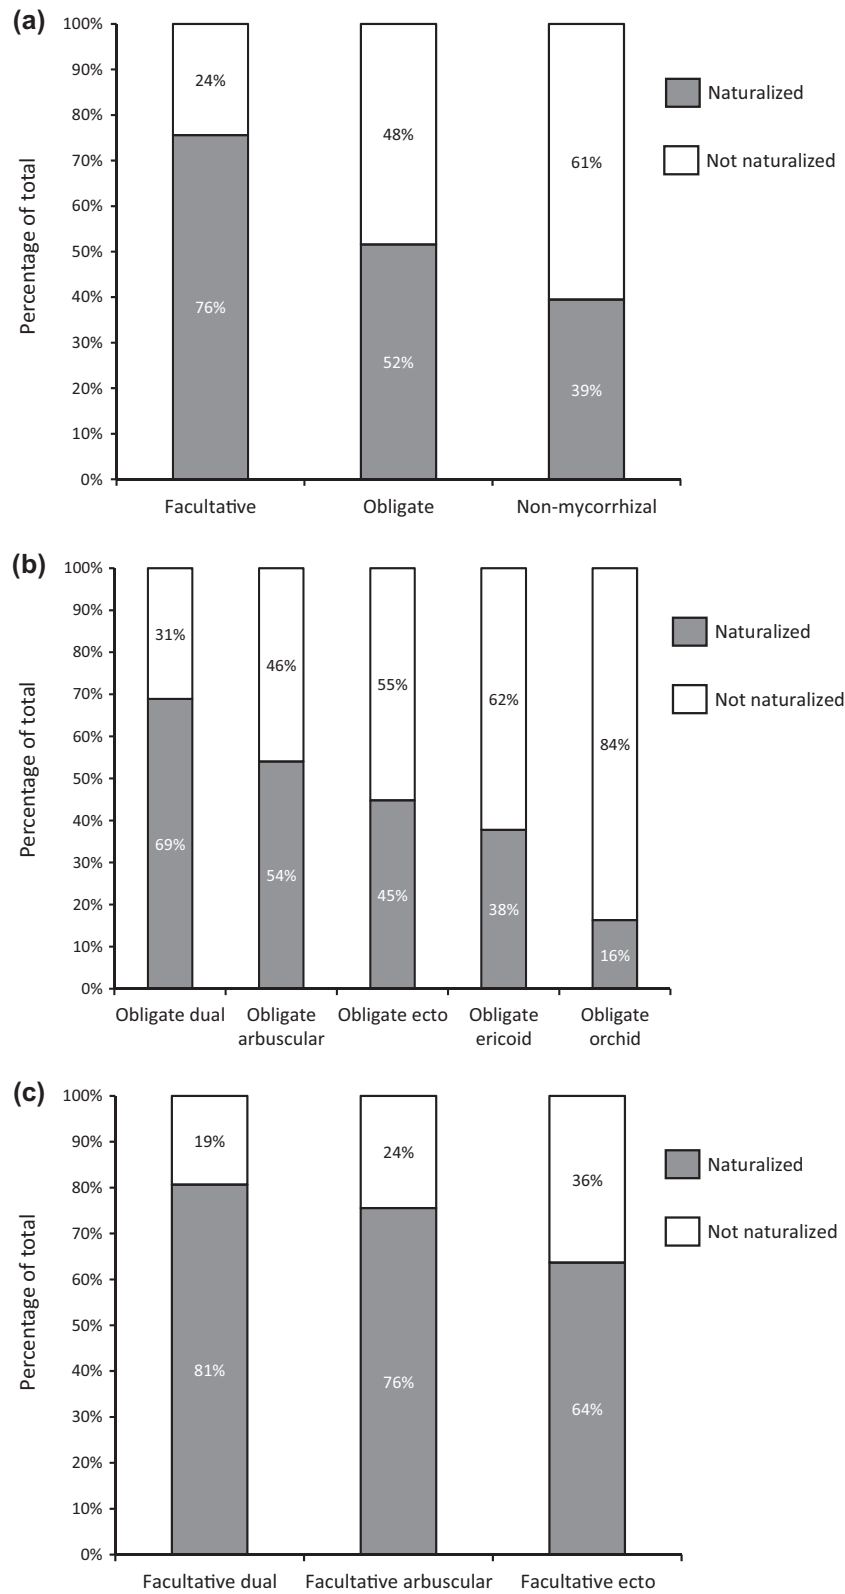 (a)
100%
90%
80%
70%
60%
50%
40%
30%
20%
10%
0%
Percentage of total
24%
76%
48%
52%
61%
39%
Facultative
Obligate
Non-mycorrhizal
Naturalized
Not naturalized
(b)
100%
90%
80%
70%
60%
50%
40%
30%
20%
10%
0%
Percentage of total
31%
69%
46%
54%
55%
45%
62%
38%
84%
16%
Obligate dual
Obligate
arbuscular
Obligate ecto
Obligate
ericoid
Obligate
orchid
Naturalized
Not naturalized
(c)
100%
90%
80%
70%
60%
50%
40%
30%
20%
10%
0%
Percentage of total
19%
81%
24%
76%
36%
64%
Facultative dual
Facultative arbuscular
Facultative ecto
Naturalized
Not naturalized